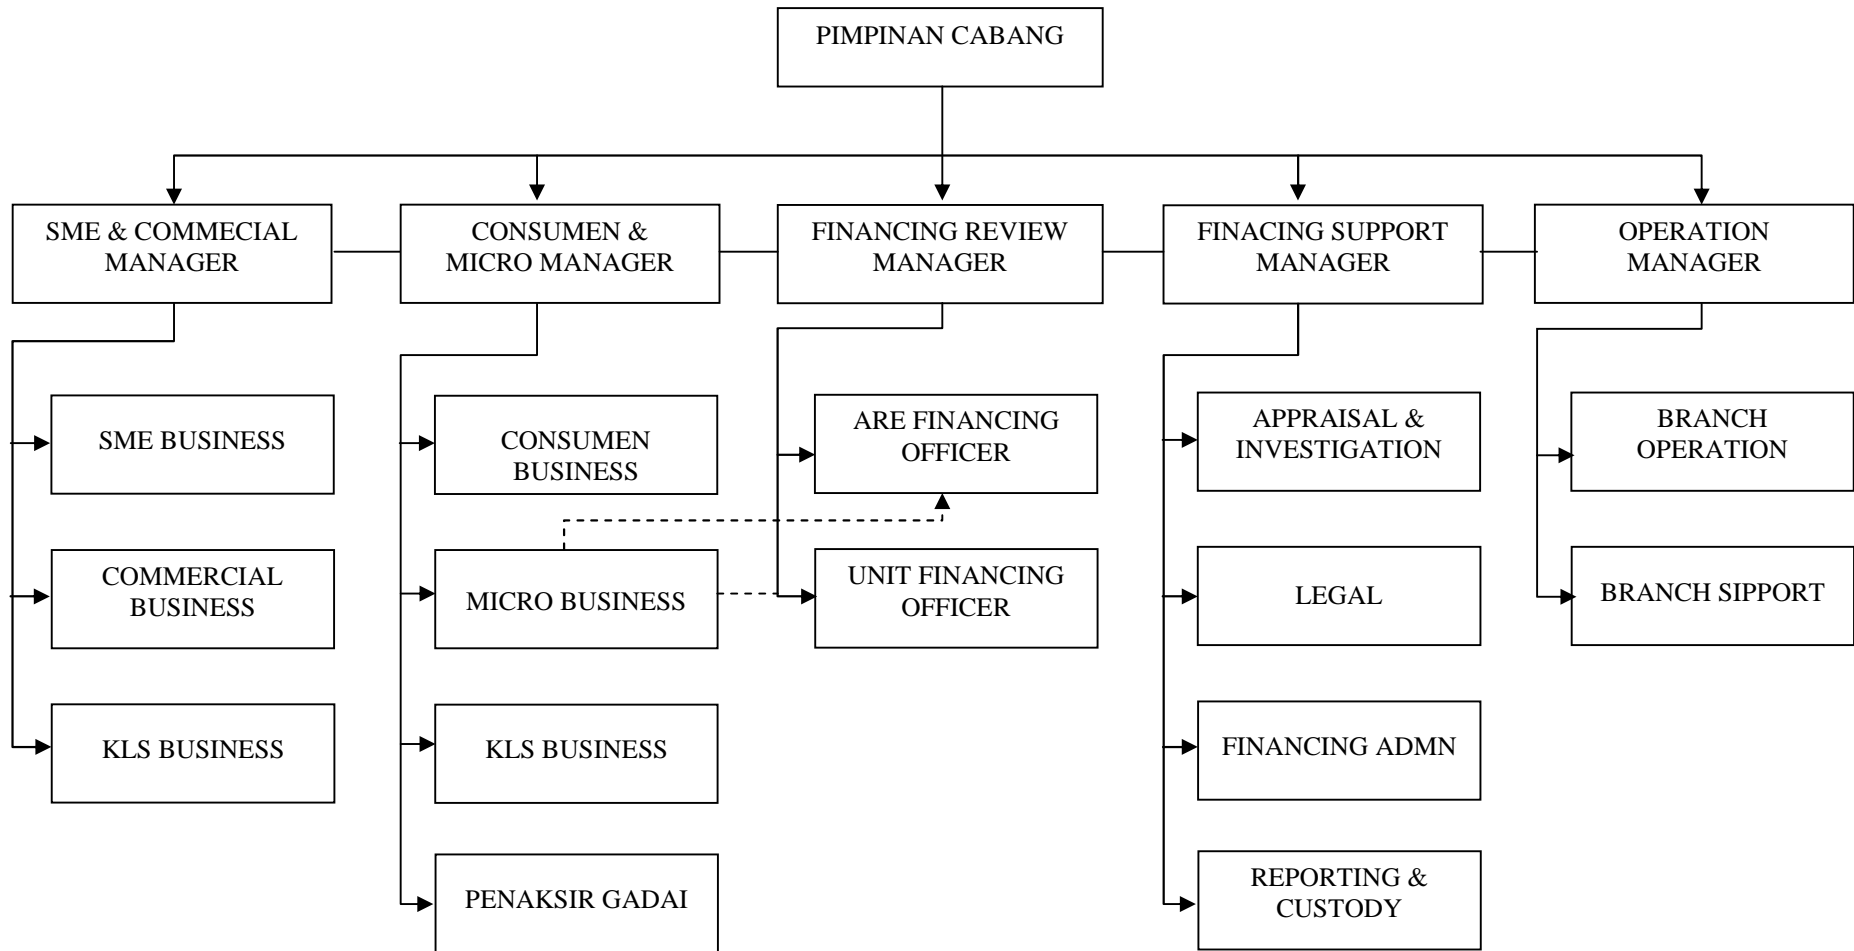 PIMPINAN CABANG
SME & COMMECIAL
MANAGER
CONSUMEN &
MICRO MANAGER
FINANCING REVIEW
MANAGER
FINACING SUPPORT
MANAGER
OPERATION
MANAGER
SME BUSINESS
CONSUMEN
BUSINESS
ARE FINANCING
OFFICER
APPRAISAL &
INVESTIGATION
BRANCH
OPERATION
COMMERCIAL
BUSINESS
MICRO BUSINESS
UNIT FINANCING
OFFICER
LEGAL
BRANCH SIPPORT
KLS BUSINESS
KLS BUSINESS
FINANCING ADMN
PENAKSIR GADAI
REPORTING &
CUSTODY